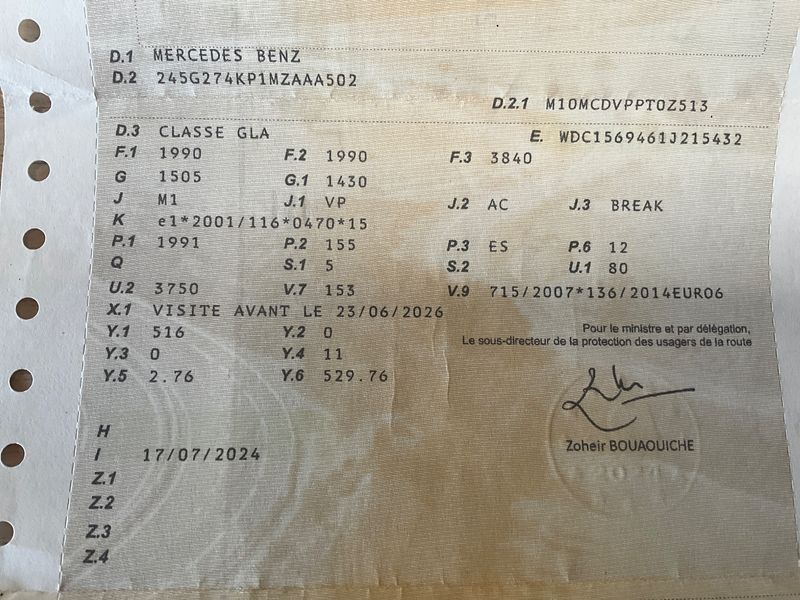 D.1 MERCEDES BENZ
D.2 245G274KP1MZAAA502
D.2.1 M10MCDVPPT0Z513
D.3 CLASSE GLA
E. WDC1569461J215432
F.1 1990 F.2 1990 F.3 3840
G 1505 G.1 1430
J M1 J.1 VP J.2 AC J.3 BREAK
K e1*2001/116*0470*15
P.1 1991 P.2 155 P.3 ES P.6 12
Q S.1 5 S.2 U.1 80
U.2 3750 V.7 153 V.9 715/2007*136/2014EURO6
X.1 VISITE AVANT LE 23/06/2026
Y.1 516 Y.2 0
Y.3 0 Y.4 11
Y.5 2.76 Y.6 529.76
Pour le ministre et par délégation,
Le sous-directeur de la protection des usagers de la route
Zoheir BOUAOUICHE
H
I 17/07/2024
Z.1
Z.2
Z.3
Z.4